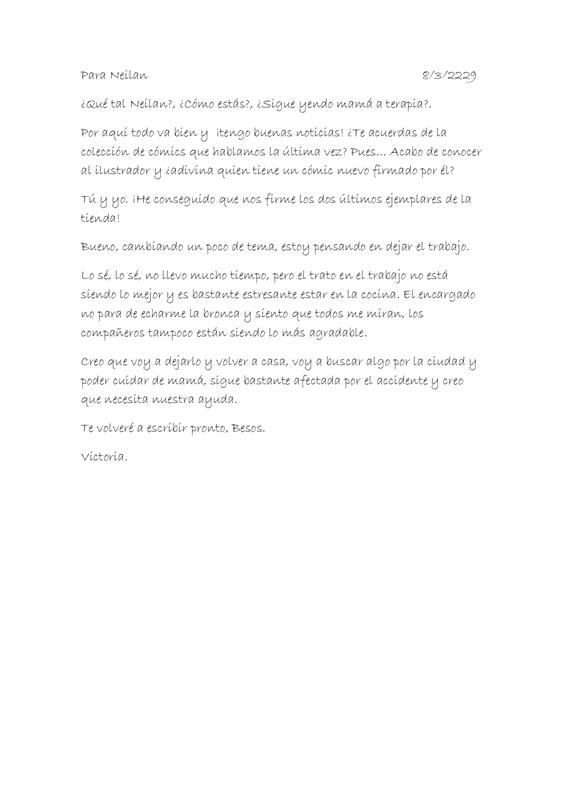 Para Neilan 8/3/2229
¿Qué tal Neilan?, ¿Cómo estás?, ¿Sigue yendo mamá a terapia?.
Por aquí todo va bien y ¡tengo buenas noticias! ¿Te acuerdas de la
colección de cómics que hablamos la última vez? Pues... Acabo de conocer
al ilustrador y ¿adivina quien tiene un cómic nuevo firmado por él?
Tú y yo. ¡He conseguido que nos firme los dos últimos ejemplares de la
tienda!
Bueno, cambiando un poco de tema, estoy pensando en dejar el trabajo.
Lo sé, lo sé, no llevo mucho tiempo, pero el trato en el trabajo no está
siendo lo mejor y es bastante estresante estar en la cocina. El encargado
no para de echarme la bronca y siento que todos me miran, los
compañeros tampoco están siendo lo más agradable.
Creo que voy a dejarlo y volver a casa, voy a buscar algo por la ciudad y
poder cuidar de mamá, sigue bastante afectada por el accidente y creo
que necesita nuestra ayuda.
Te volveré a escribir pronto, Besos.
Victoria.